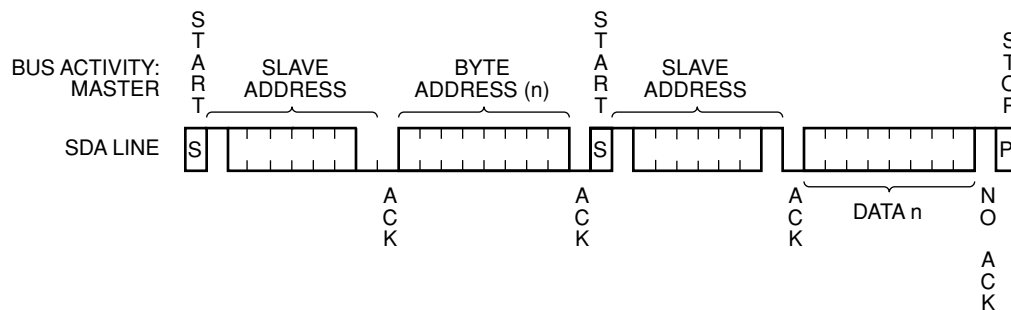 START
START
STOP
BUS ACTIVITY:
MASTER
SLAVE
ADDRESS
BYTE
ADDRESS (n)
SLAVE
ADDRESS
SDA LINE
S
S
P
ACK
ACK
ACK
DATA n
NO ACK